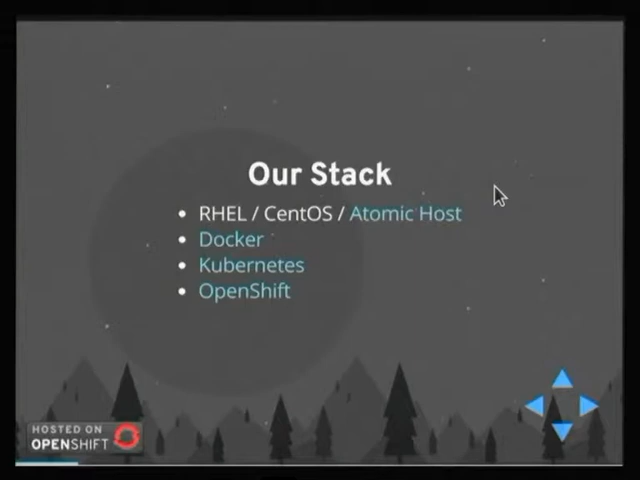 Our Stack
RHEL / CentOS / Atomic Host
Docker
Kubernetes
OpenShift
HOSTED ON
OPENSHIFT